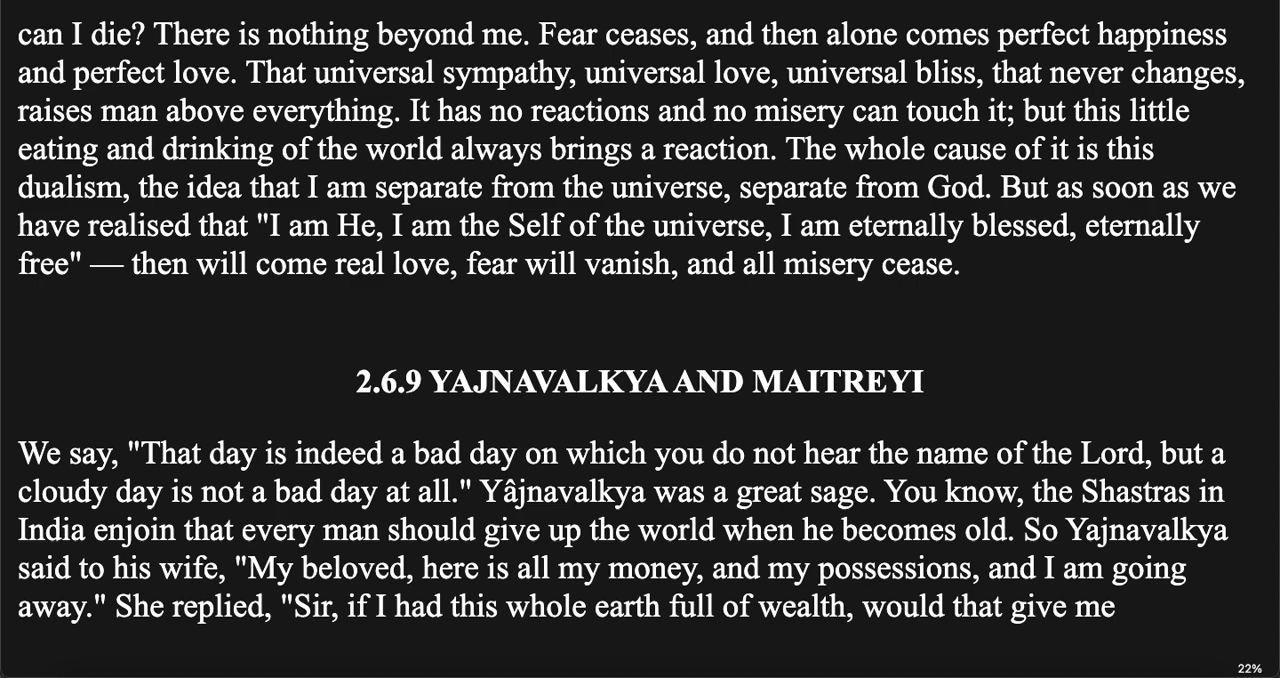 can I die? There is nothing beyond me. Fear ceases, and then alone comes perfect happiness
and perfect love. That universal sympathy, universal love, universal bliss, that never changes,
raises man above everything. It has no reactions and no misery can touch it; but this little
eating and drinking of the world always brings a reaction. The whole cause of it is this
dualism, the idea that I am separate from the universe, separate from God. But as soon as we
have realised that "I am He, I am the Self of the universe, I am eternally blessed, eternally
free" — then will come real love, fear will vanish, and all misery cease.
2.6.9 YAJNAVALKYA AND MAITREYI
We say, "That day is indeed a bad day on which you do not hear the name of the Lord, but a
cloudy day is not a bad day at all." Yâjnavalkya was a great sage. You know, the Shastras in
India enjoin that every man should give up the world when he becomes old. So Yajnavalkya
said to his wife, "My beloved, here is all my money, and my possessions, and I am going
away." She replied, "Sir, if I had this whole earth full of wealth, would that give me
22%